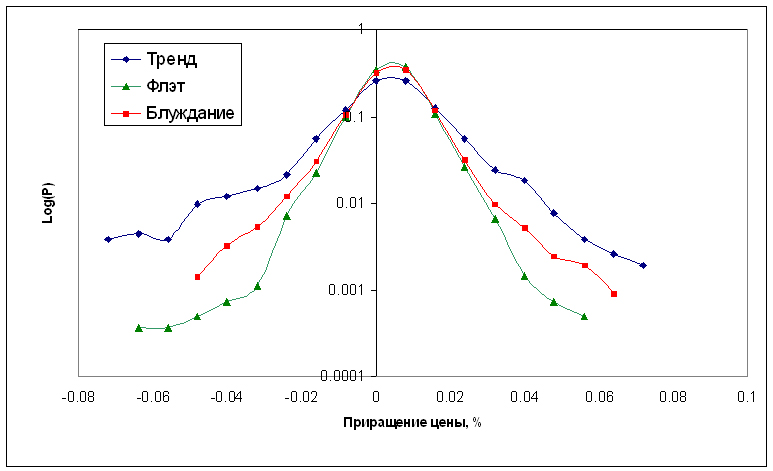 1
Тренд
Флэт
Блуждание
0.1
0.01
0.001
0.0001
Log(P)
-0.08 -0.06 -0.04 -0.02 0 0.02 0.04 0.06 0.08 0.1
Приращение цены, %